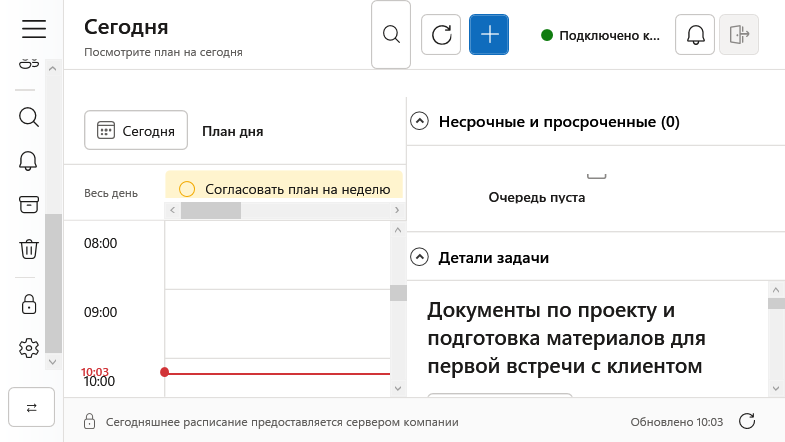 Сегодня
Посмотрите план на сегодня
Подключено к...
Сегодня
План дня
Несрочные и просроченные (0)
Очередь пуста
Весь день
Согласовать план на неделю
08:00
09:00
10:03
10:00
Детали задачи
Документы по проекту и
подготовка материалов для
первой встречи с клиентом
Сегодняшнее расписание предоставляется сервером компании
Обновлено 10:03